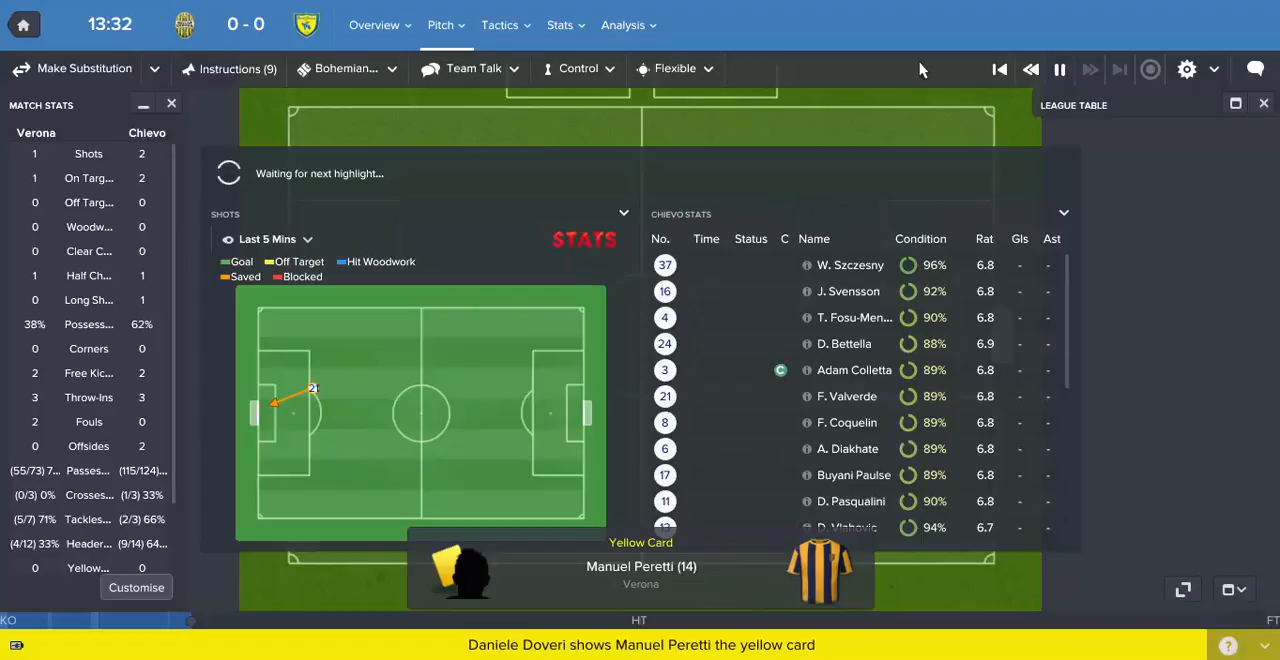 13:32 0 - 0 Overview Pitch Tactics Stats Analysis
Make Substitution Instructions (9) Bohemian... Team Talk Control Flexible
MATCH STATS
Verona Chievo
1 Shots 2
1 On Targ... 2
0 Off Targ... 0
0 Woodw... 0
0 Clear C... 0
1 Half Ch... 1
0 Long Sh... 1
38% Possess... 62%
0 Corners 0
2 Free Kic... 2
3 Throw-Ins 3
2 Fouls 0
0 Offsides 2
(55/73) 7... Passes... (115/124)...
(0/3) 0% Crosses... (1/3) 33%
(5/7) 71% Tackles... (2/3) 66%
(4/12) 33% Header... (9/14) 64...
0 Yellow... 0
Customise
Waiting for next highlight...
SHOTS
Last 5 Mins
STATS
Goal Off Target Hit Woodwork
Saved Blocked
21
CHIEVO STATS
No. Time Status C Name Condition Rat Gls Ast
37 W. Szczesny 96% 6.8 - -
16 J. Svensson 92% 6.8 - -
4 T. Fosu-Men... 90% 6.8 - -
24 D. Bettella 88% 6.9 - -
3 C Adam Colletta 89% 6.8 - -
21 F. Valverde 89% 6.8 - -
8 F. Coquelin 89% 6.8 - -
6 A. Diakhate 89% 6.8 - -
17 Buyani Paulse 89% 6.8 - -
11 D. Pasqualini 90% 6.8 - -
D. Vlahovic 94% 6.7 - -
LEAGUE TABLE
Yellow Card
Manuel Peretti (14)
Verona
KO HT FT
Daniele Doveri shows Manuel Peretti the yellow card
?